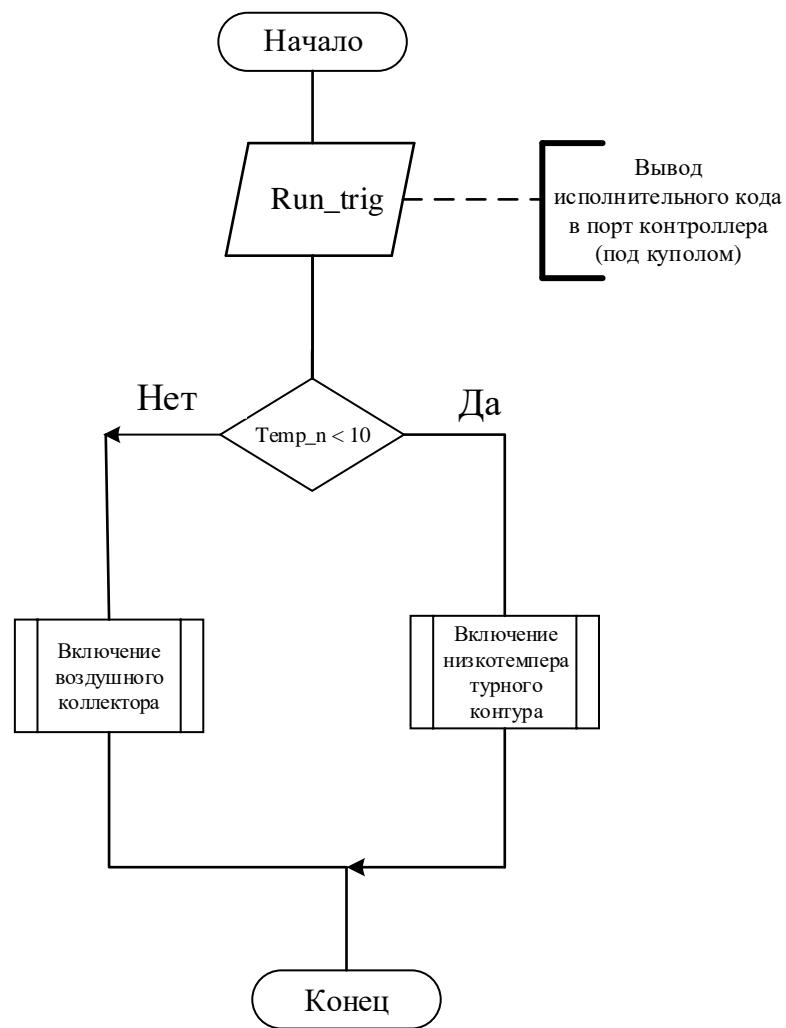 Начало
Run_trig
Вывод
исполнительного кода
в порт контроллера
(под куполом)
Нет
Да
Temp_n < 10
Включение
воздушного
коллектора
Включение
низкотемпера
турного
контура
Конец